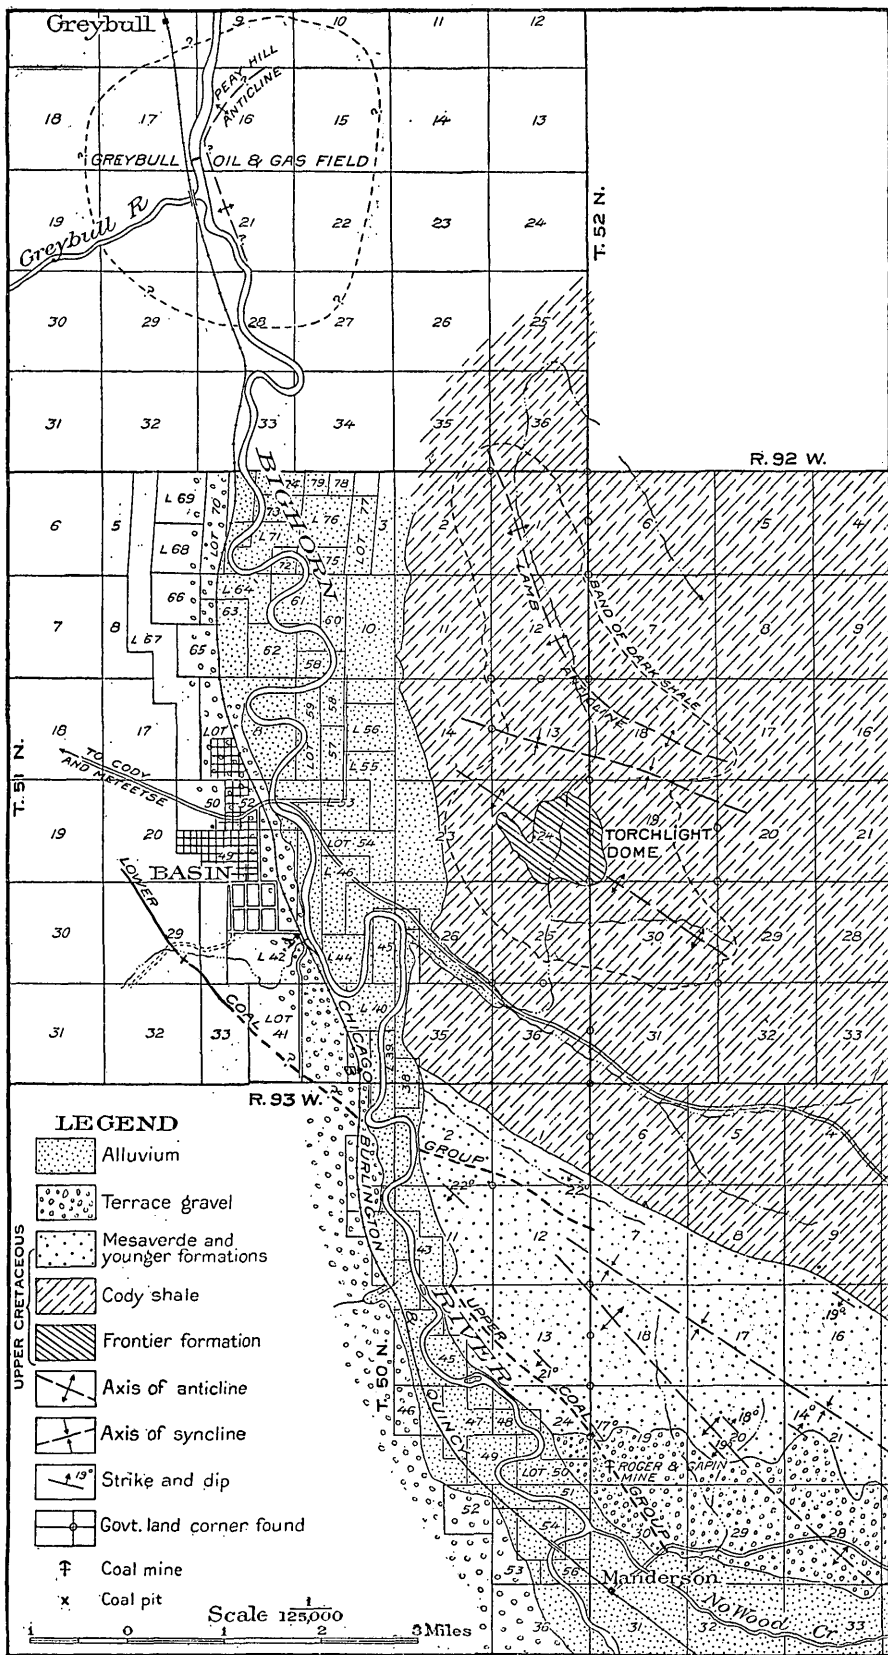 Greybull
9 10 11 12
PEAY HILL
ANTICLINE
18 17 16 15 14 13
GREYBULL OIL & GAS FIELD
19 21 22 23 24
Greybull R
T. 52 N.
30 29 28 27 26 25
31 32 33 34 35 36
R. 92 W.
BIGHORN
L 69 LOT 70 74 79 78
73 L 76 LOT 77 3
6 5 L 71 2 1 6 5 4
L 68 72 75
66 L 64 61
7 8 63 60 10 11 12 7 8 9
L 67 65 62 58
LAMB ANTICLINE
BAND OF DARK SHALE
18 17 LOT 8 LOT 59 58 L 56 14 13 18 17 16
57 L 55
T. 51 N.
TO CODY
AND MEETEETSE
50 52 L 53
19 20 49 LOT 54 23 24 19 20 21
TORCHLIGHT
DOME
BASIN
L 46
LOWER
30 29 L 42 L 44 45 26 25 30 29 28
COAL
31 32 33 LOT 41 L 40 L 39 38 35 36 31 32 33
R. 93 W.
CHICAGO BURLINGTON & QUINCY
GROUP
2 1 6 5 4
22° 22°
11 12 7 8 9
43
RIVER
UPPER
COAL
GROUP
19°
13 18 17 16
45 21°
T. 50 N.
46 47 48 24 17° 19 18° 20 14° 21
19°
49 LOT 50 ROGER & GAPIN
MINE
52 51
54 30 29 28
53 56
Manderson
36 31 32 33
No Wood Cr
LEGEND
Alluvium
Terrace gravel
UPPER CRETACEOUS
Mesaverde and
younger formations
Cody shale
Frontier formation
Axis of anticline
Axis of syncline
19° Strike and dip
Govt. land corner found
Coal mine
x Coal pit
Scale 1/125,000
1 0 1 2 3 Miles